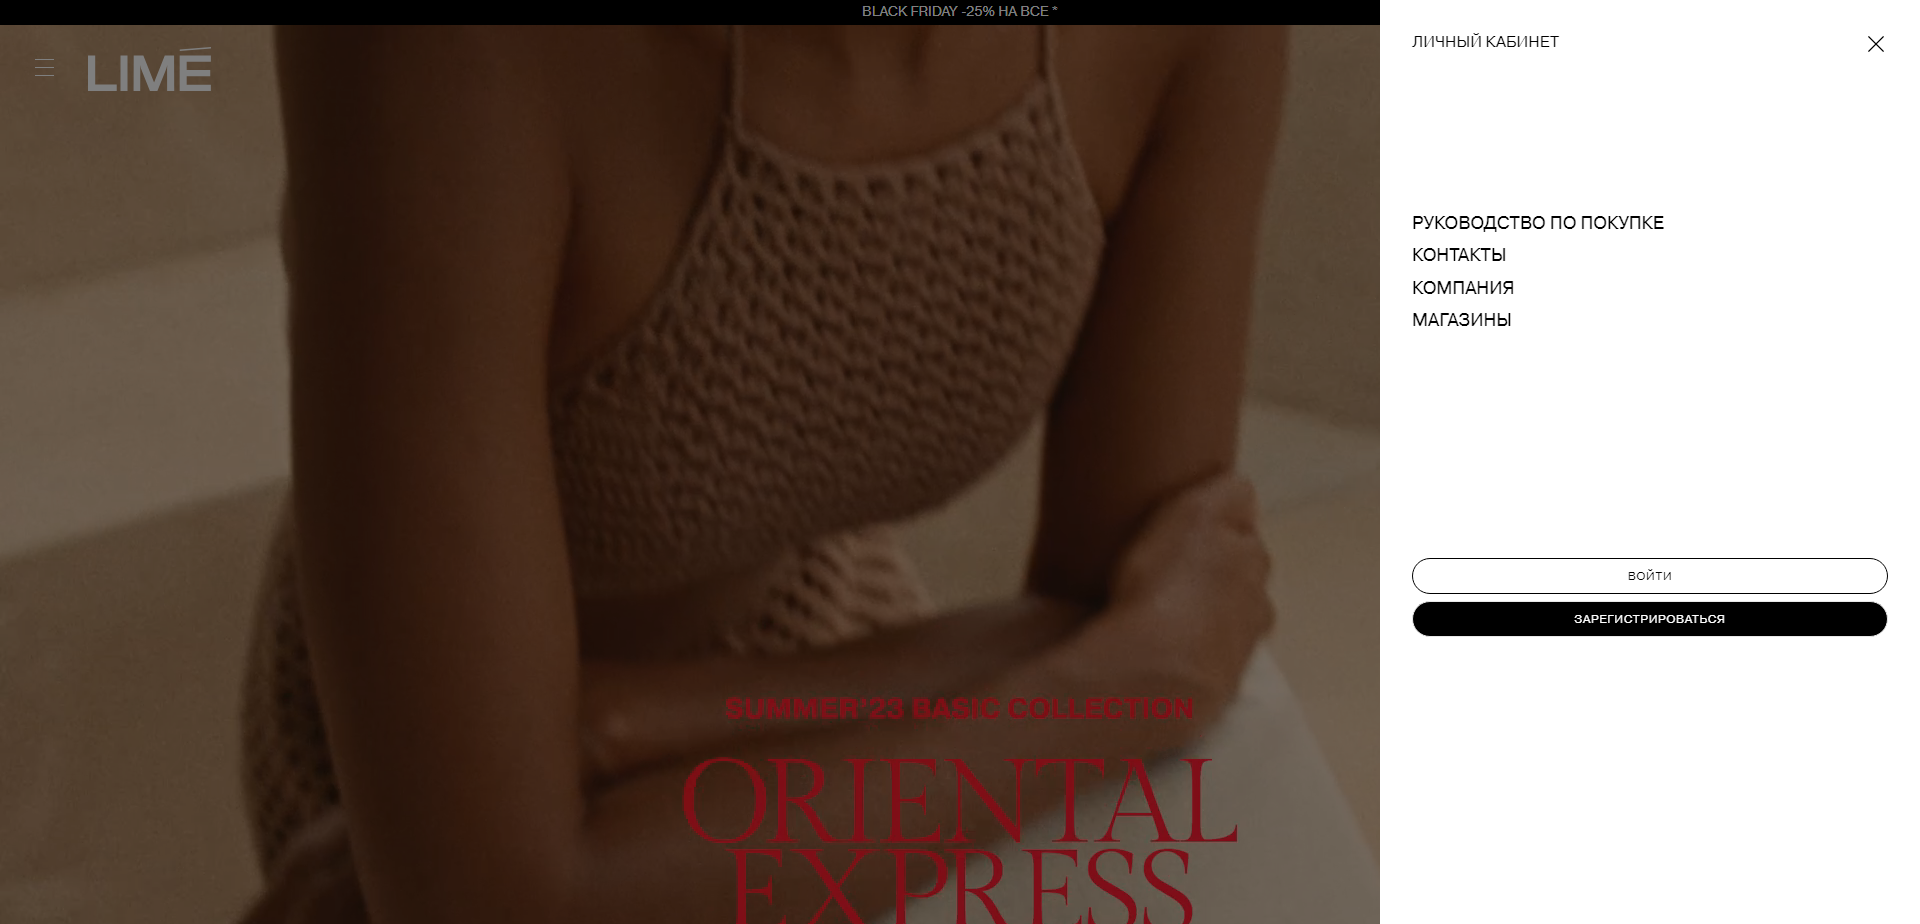 BLACK FRIDAY -25% НА ВСЕ *
LIMÉ
SUMMER'23 BASIC COLLECTION
ORIENTAL
EXPRESS
ЛИЧНЫЙ КАБИНЕТ
РУКОВОДСТВО ПО ПОКУПКЕ
КОНТАКТЫ
КОМПАНИЯ
МАГАЗИНЫ
ВОЙТИ
ЗАРЕГИСТРИРОВАТЬСЯ